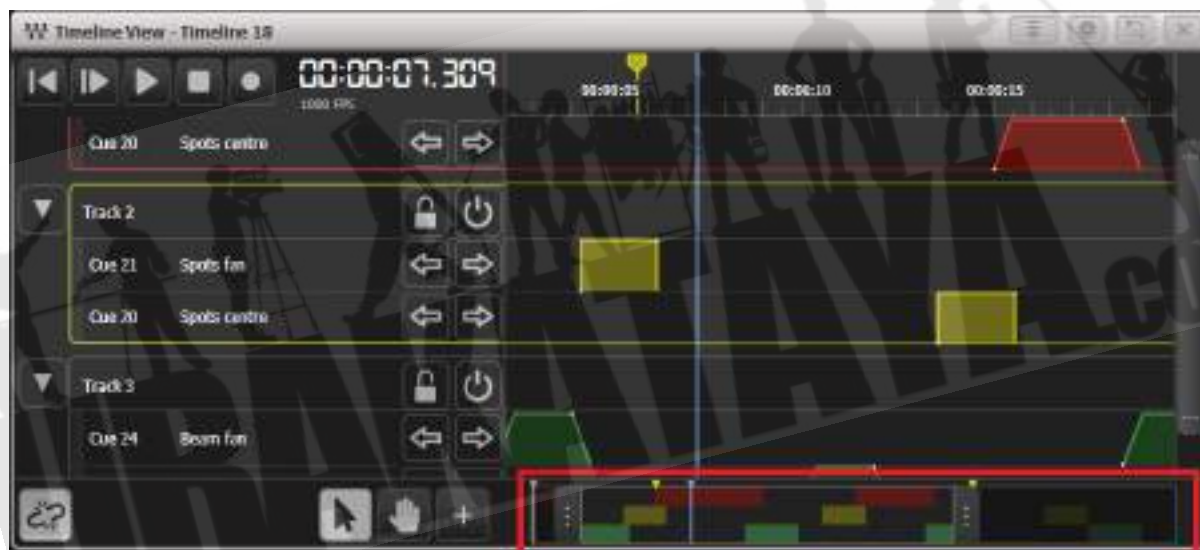 Timeline View - Timeline 18
00:00:07.309
1000 FPS
00:00:05 00:00:10 00:00:15
Cue 20 Spots centre
Track 2
Cue 21 Spots fan
Cue 20 Spots centre
Track 3
Cue 24 Beam fan